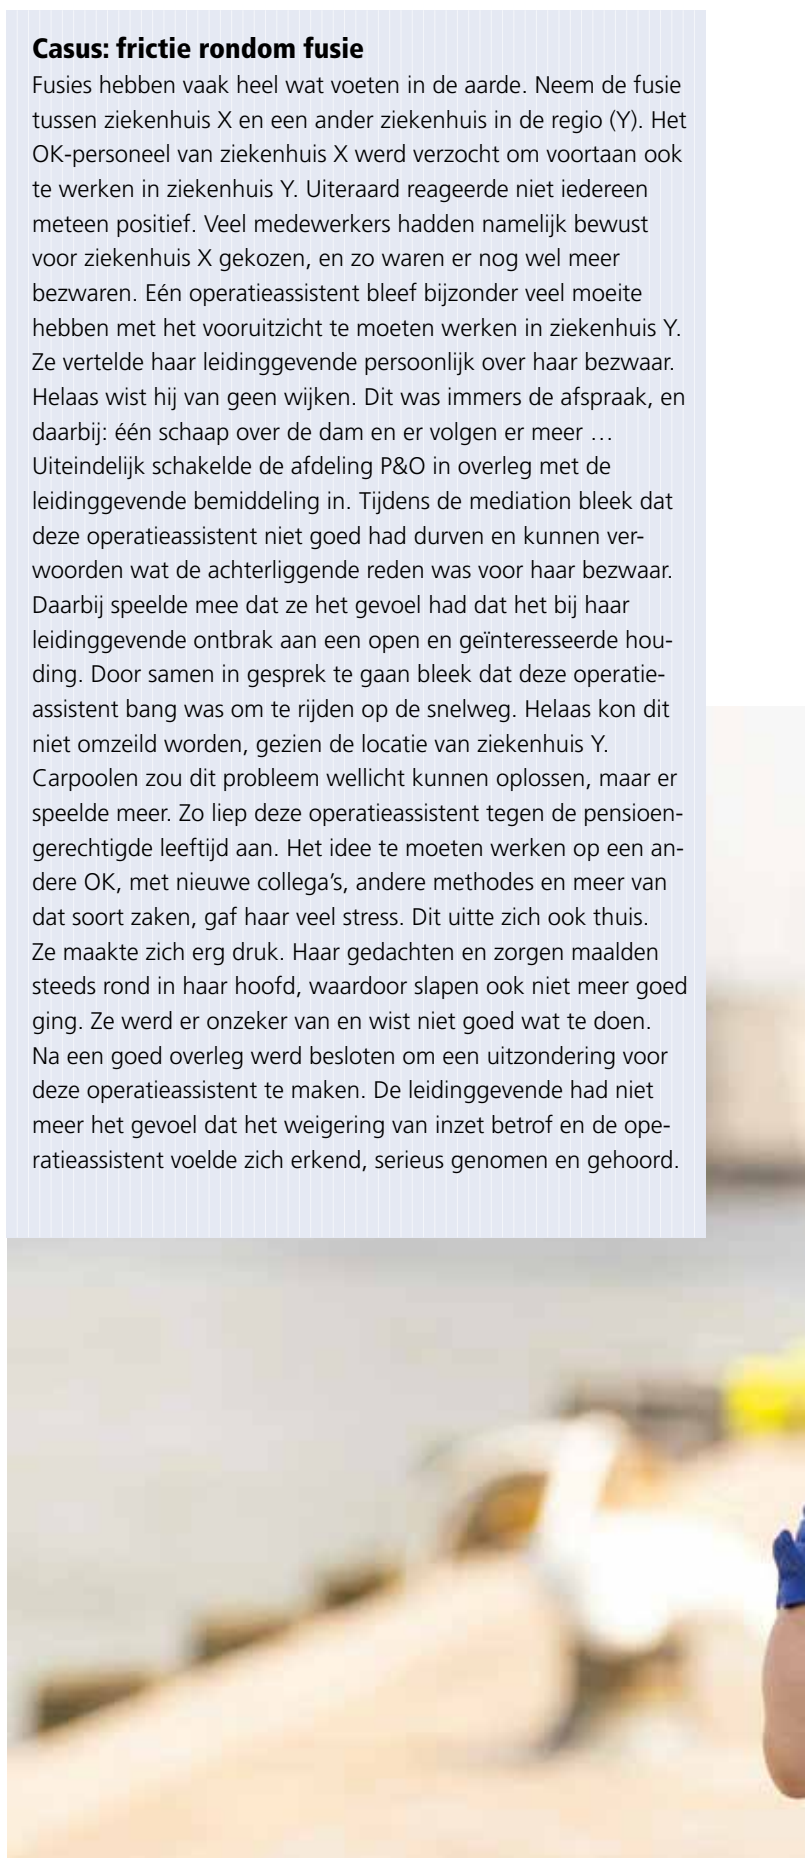 Casus: frictie rondom fusie
Fusies hebben vaak heel wat voeten in de aarde. Neem de fusie
tussen ziekenhuis X en een ander ziekenhuis in de regio (Y). Het
OK-personeel van ziekenhuis X werd verzocht om voortaan ook
te werken in ziekenhuis Y. Uiteraard reageerde niet iedereen
meteen positief. Veel medewerkers hadden namelijk bewust
voor ziekenhuis X gekozen, en zo waren er nog wel meer
bezwaren. Eén operatieassistent bleef bijzonder veel moeite
hebben met het vooruitzicht te moeten werken in ziekenhuis Y.
Ze vertelde haar leidinggevende persoonlijk over haar bezwaar.
Helaas wist hij van geen wijken. Dit was immers de afspraak, en
daarbij: één schaap over de dam en er volgen er meer …
Uiteindelijk schakelde de afdeling P&O in overleg met de
leidinggevende bemiddeling in. Tijdens de mediation bleek dat
deze operatieassistent niet goed had durven en kunnen ver-
woorden wat de achterliggende reden was voor haar bezwaar.
Daarbij speelde mee dat ze het gevoel had dat het bij haar
leidinggevende ontbrak aan een open en geïnteresseerde hou-
ding. Door samen in gesprek te gaan bleek dat deze operatie-
assistent bang was om te rijden op de snelweg. Helaas kon dit
niet omzeild worden, gezien de locatie van ziekenhuis Y.
Carpoolen zou dit probleem wellicht kunnen oplossen, maar er
speelde meer. Zo liep deze operatieassistent tegen de pensioen-
gerechtigde leeftijd aan. Het idee te moeten werken op een an-
dere OK, met nieuwe collega’s, andere methodes en meer van
dat soort zaken, gaf haar veel stress. Dit uitte zich ook thuis.
Ze maakte zich erg druk. Haar gedachten en zorgen maalden
steeds rond in haar hoofd, waardoor slapen ook niet meer goed
ging. Ze werd er onzeker van en wist niet goed wat te doen.
Na een goed overleg werd besloten om een uitzondering voor
deze operatieassistent te maken. De leidinggevende had niet
meer het gevoel dat het weigering van inzet betrof en de ope-
ratieassistent voelde zich erkend, serieus genomen en gehoord.